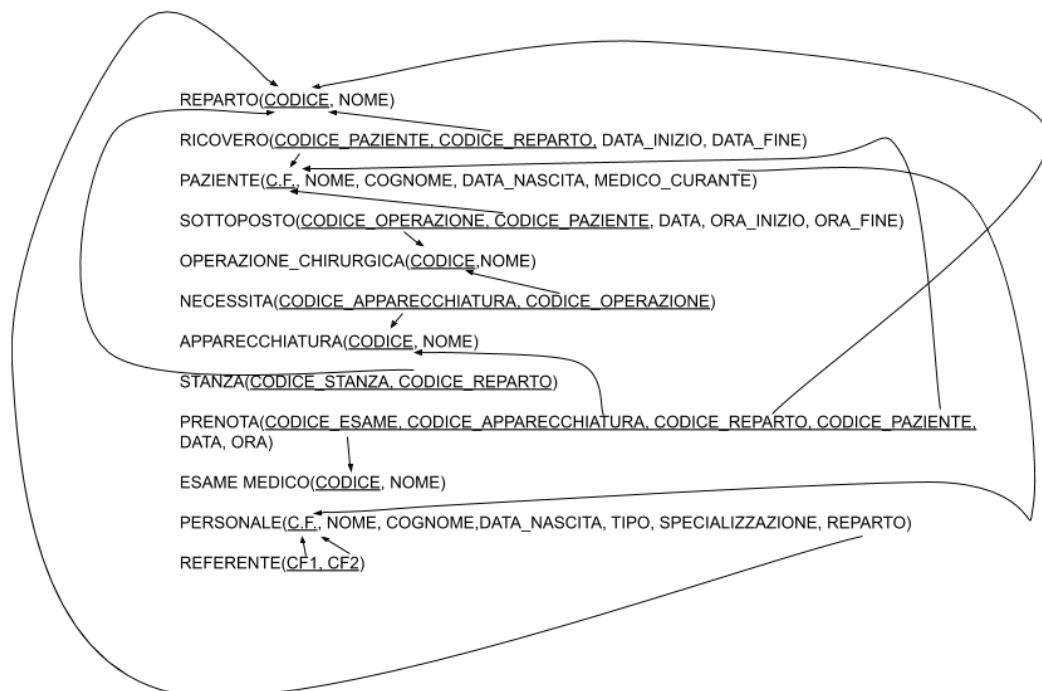 REPARTO(CODICE, NOME)
RICOVERO(CODICE_PAZIENTE, CODICE_REPARTO, DATA_INIZIO, DATA_FINE)
PAZIENTE(C.F., NOME, COGNOME, DATA_NASCITA, MEDICO_CURANTE)
SOTTOPOSTO(CODICE_OPERAZIONE, CODICE_PAZIENTE, DATA, ORA_INIZIO, ORA_FINE)
OPERAZIONE_CHIRURGICA(CODICE,NOME)
NECESSITA(CODICE_APPARECCHIATURA, CODICE_OPERAZIONE)
APPARECCHIATURA(CODICE, NOME)
STANZA(CODICE_STANZA, CODICE_REPARTO)
PRENOTA(CODICE_ESAME, CODICE_APPARECCHIATURA, CODICE_REPARTO, CODICE_PAZIENTE,
DATA, ORA)
ESAME MEDICO(CODICE, NOME)
PERSONALE(C.F., NOME, COGNOME,DATA_NASCITA, TIPO, SPECIALIZZAZIONE, REPARTO)
REFERENTE(CF1, CF2)